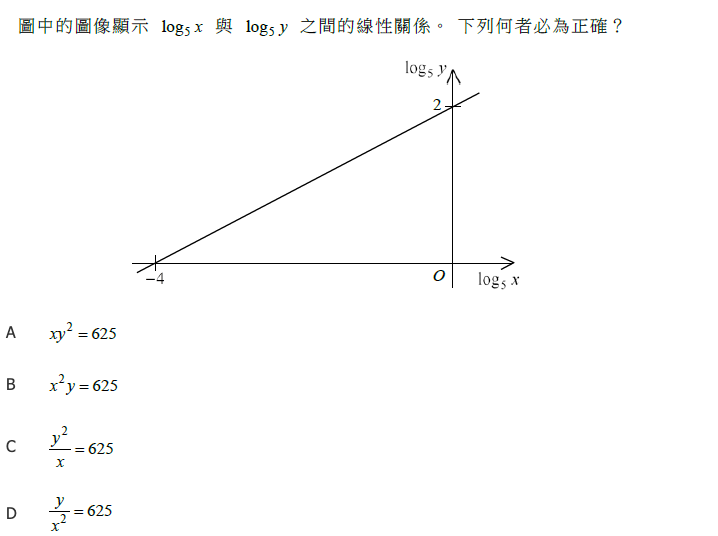 圖中的圖像顯示 log₅ x 與 log₅ y 之間的線性關係。 下列何者必為正確？
log₅ y
2
−4
O
log₅ x
A xy² = 625
B x²y = 625
C y²/x = 625
D y/x² = 625